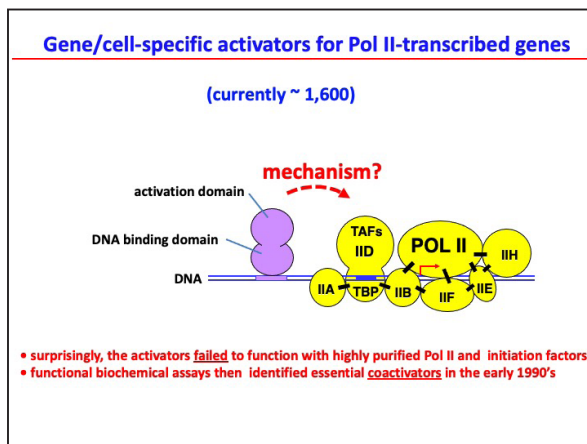 Gene/cell-specific activators for Pol II-transcribed genes
(currently ~ 1,600)
mechanism?
activation domain
DNA binding domain
DNA
TAFs
IID
POL II
IIH
IIA
TBP
IIB
IIF
IIE
• surprisingly, the activators failed to function with highly purified Pol II and initiation factors
• functional biochemical assays then identified essential coactivators in the early 1990's